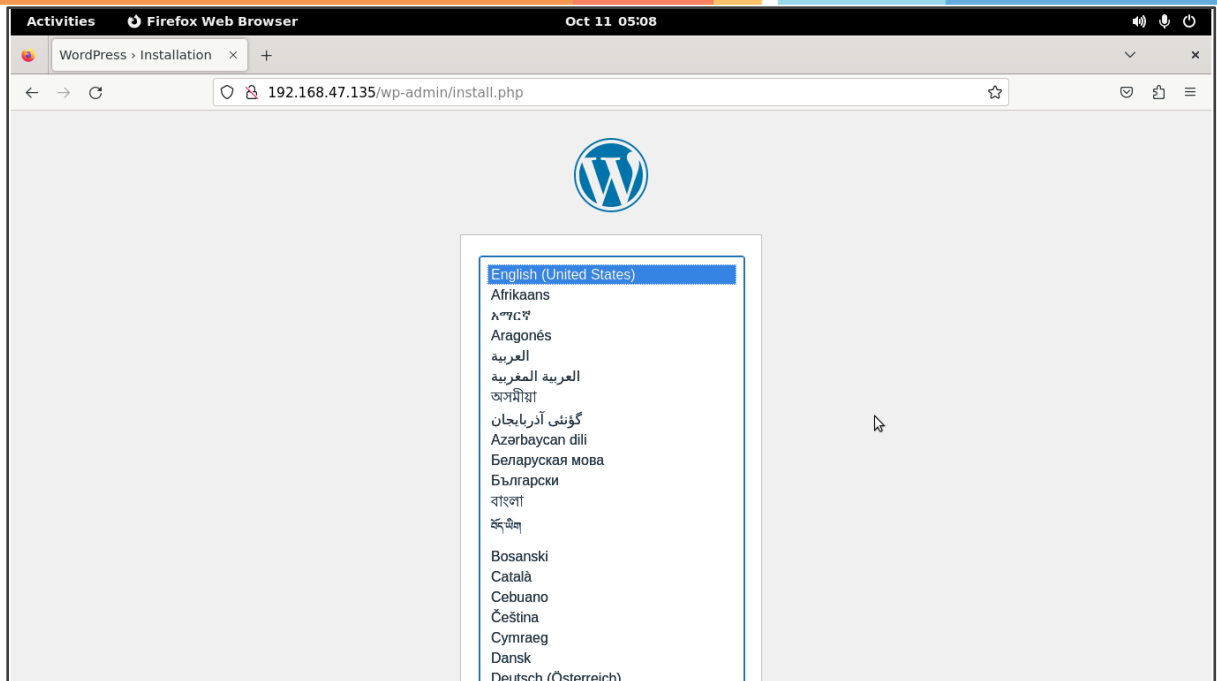 Activities Firefox Web Browser Oct 11 05:08
WordPress › Installation
192.168.47.135/wp-admin/install.php
English (United States)
Afrikaans
አማርኛ
Aragonés
العربية
العربية المغربية
অসমীয়া
گؤنئی آذربایجان
Azərbaycan dili
Беларуская мова
Български
বাংলা
བོད་ཡིག
Bosanski
Català
Cebuano
Čeština
Cymraeg
Dansk
Deutsch (Österreich)